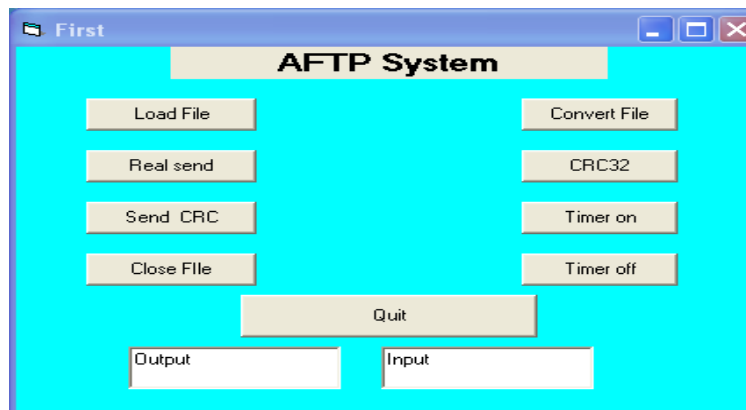 First
AFTP System
Load File
Convert File
Real send
CRC32
Send CRC
Timer on
Close FIle
Timer off
Quit
Output
Input